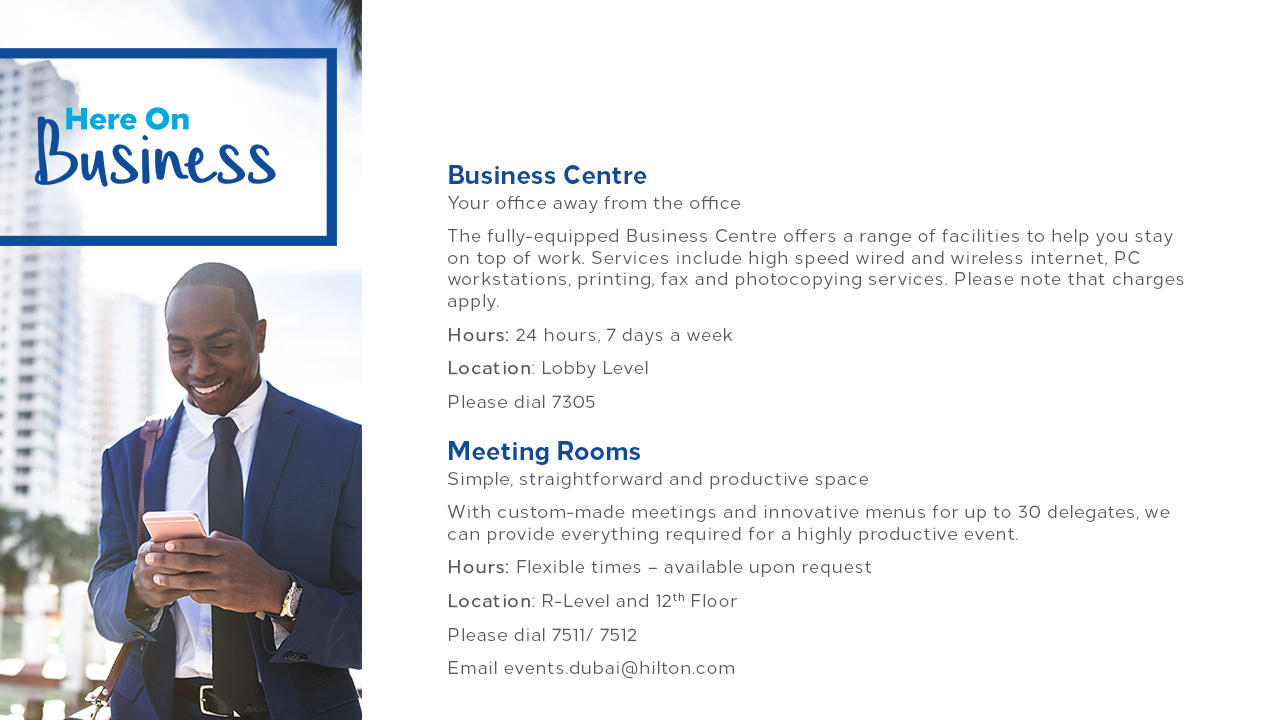 Here On
Business
Business Centre
Your office away from the office
The fully-equipped Business Centre offers a range of facilities to help you stay
on top of work. Services include high speed wired and wireless internet, PC
workstations, printing, fax and photocopying services. Please note that charges
apply.
Hours: 24 hours, 7 days a week
Location: Lobby Level
Please dial 7305
Meeting Rooms
Simple, straightforward and productive space
With custom-made meetings and innovative menus for up to 30 delegates, we
can provide everything required for a highly productive event.
Hours: Flexible times – available upon request
Location: R-Level and 12ᵗʰ Floor
Please dial 7511/ 7512
Email events.dubai@hilton.com